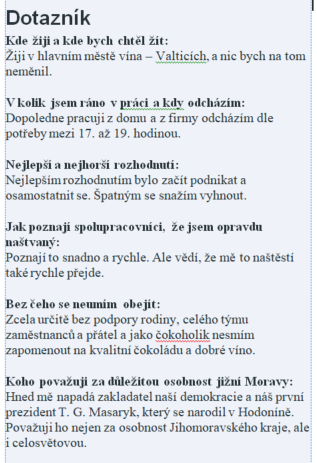 Dotazník
Kde žiji a kde bych chtěl žít:
Žiji v hlavním městě vína – Valticích, a nic bych na tom
neměnil.
V kolik jsem ráno v práci a kdy odcházím:
Dopoledne pracuji z domu a z firmy odcházím dle
potřeby mezi 17. až 19. hodinou.
Nejlepší a nejhorší rozhodnutí:
Nejlepším rozhodnutím bylo začít podnikat a
osamostatnit se. Špatným se snažím vyhnout.
Jak poznají spolupracovníci, že jsem opravdu
naštvaný:
Poznají to snadno a rychle. Ale vědí, že mě to naštěstí
také rychle přejde.
Bez čeho se neumím obejít:
Zcela určitě bez podpory rodiny, celého týmu
zaměstnanců a přátel a jako čokoholik nesmím
zapomenout na kvalitní čokoládu a dobré víno.
Koho považuji za důležitou osobnost jižní Moravy:
Hned mě napadá zakladatel naší demokracie a náš první
prezident T. G. Masaryk, který se narodil v Hodoníně.
Považuji ho nejen za osobnost Jihomoravského kraje, ale
i celosvětovou.